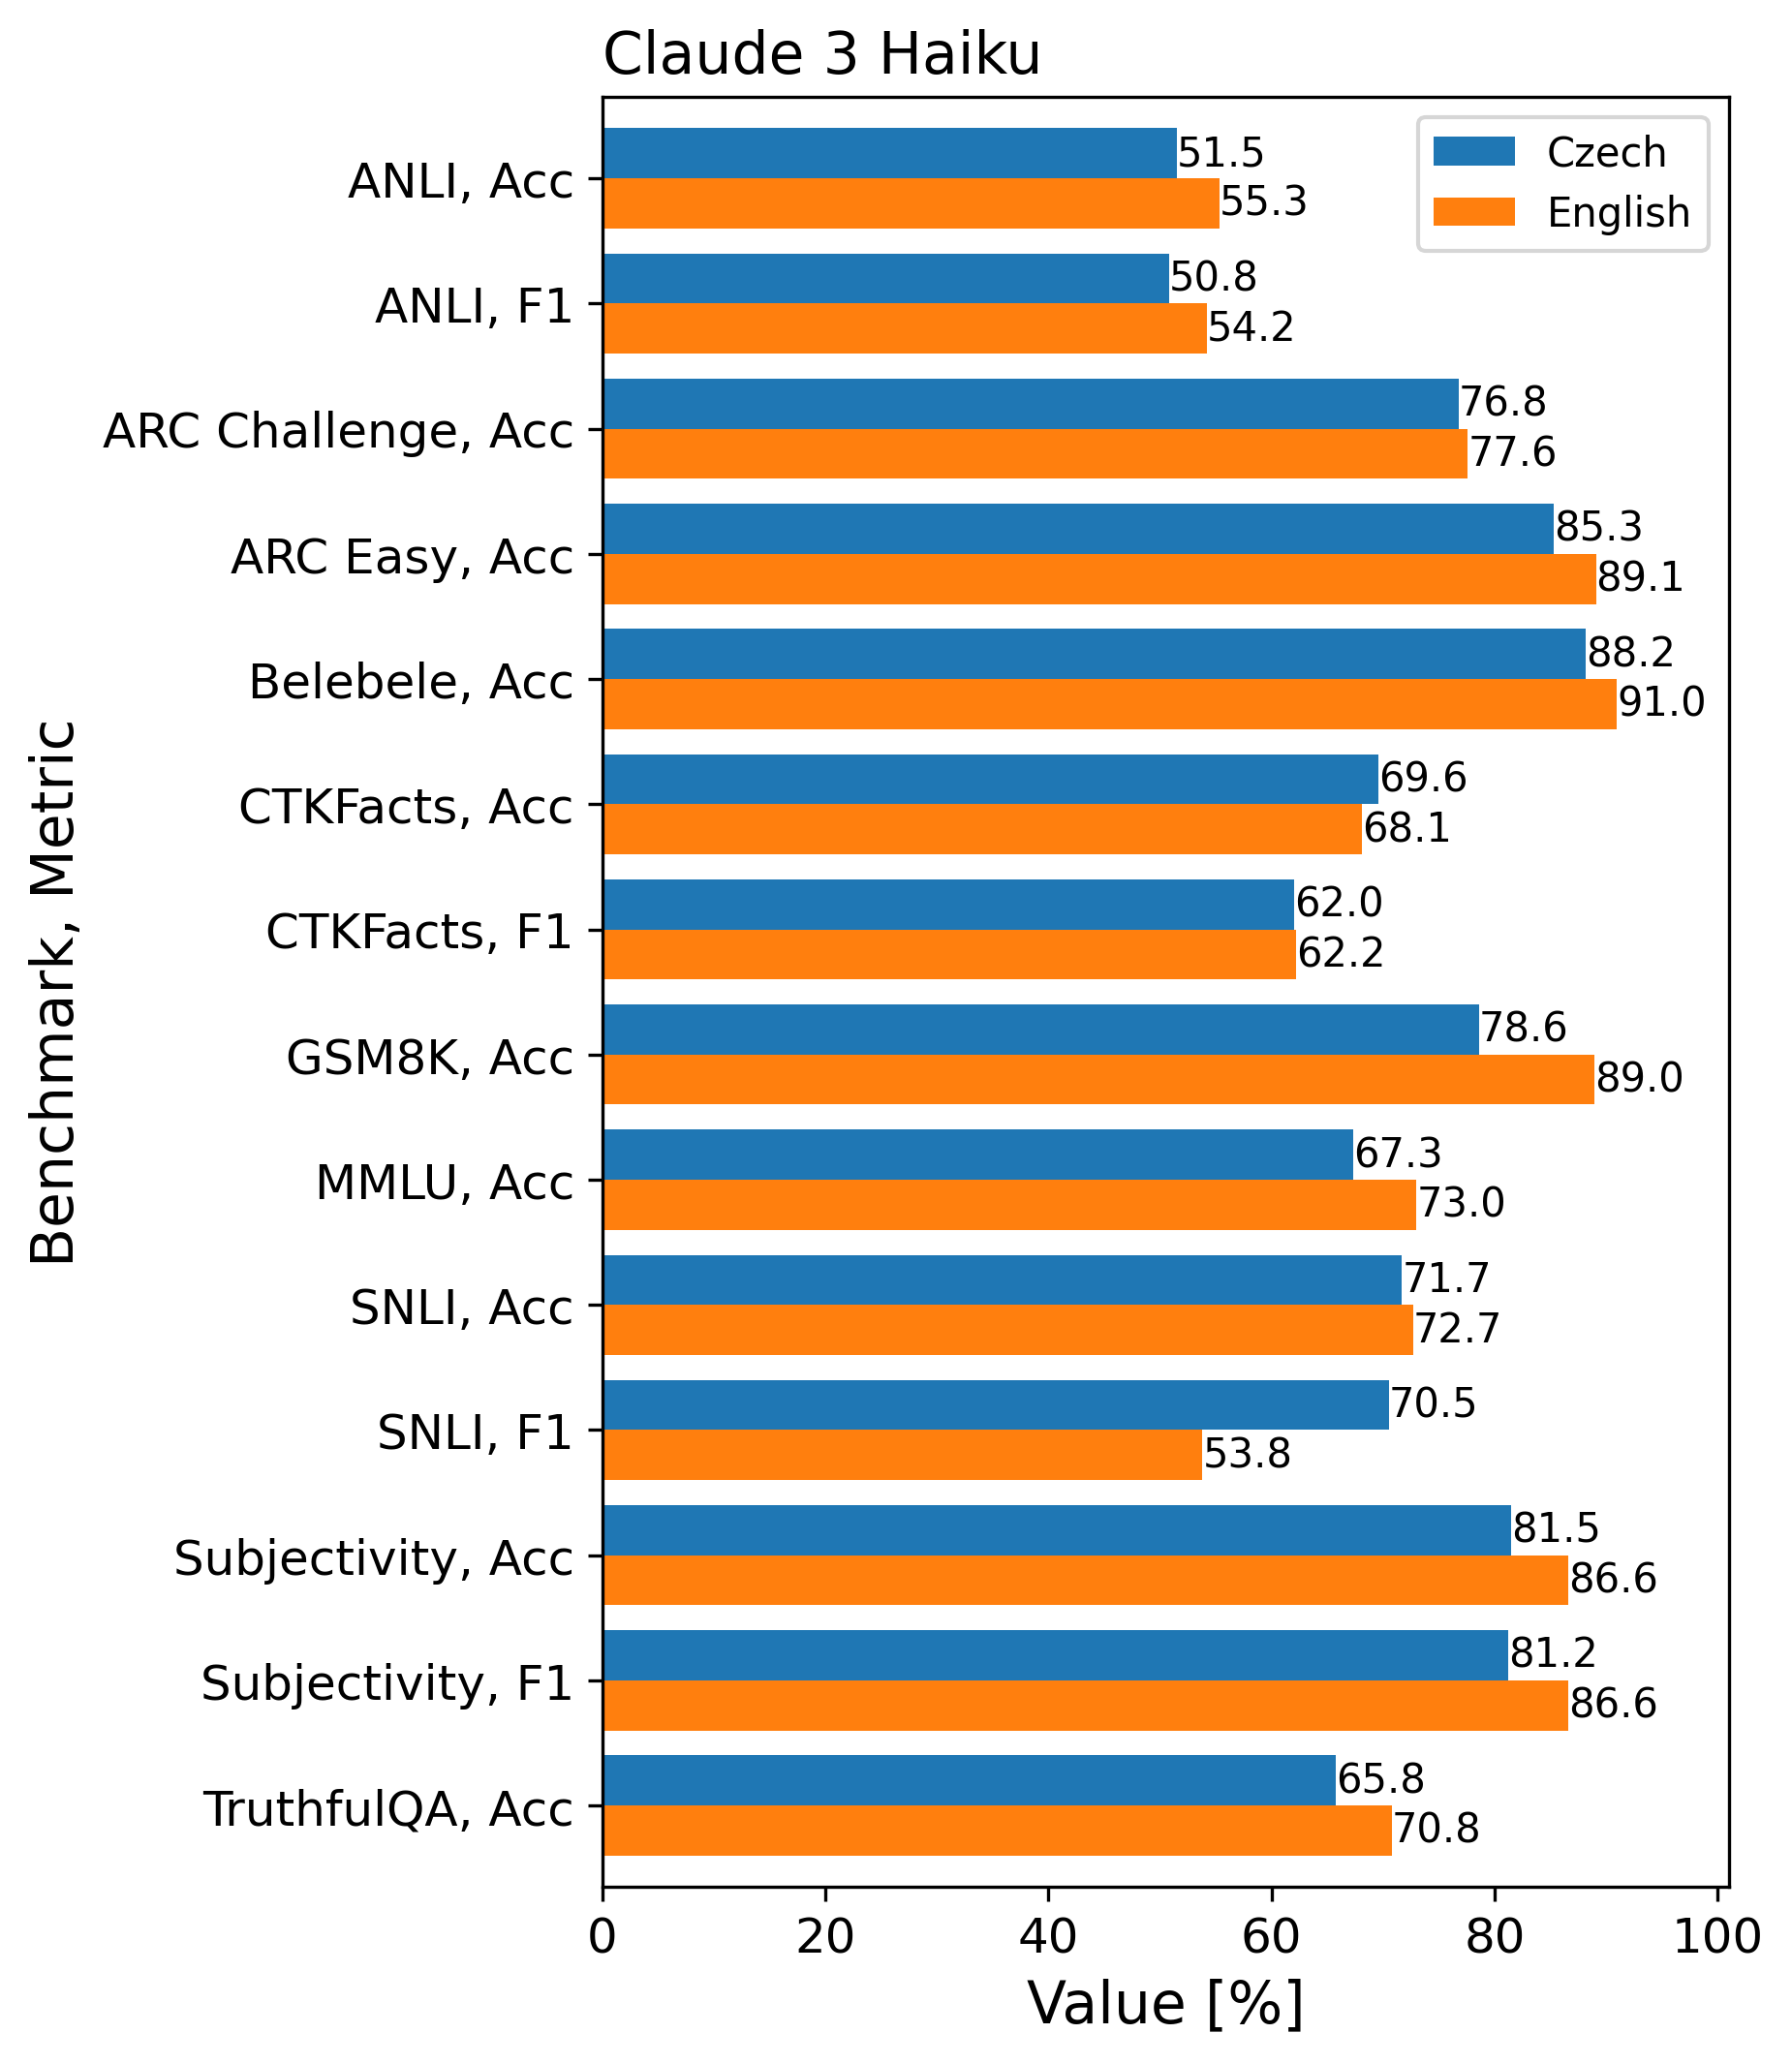 Claude 3 Haiku
Czech
English
ANLI, Acc
51.5
55.3
ANLI, F1
50.8
54.2
ARC Challenge, Acc
76.8
77.6
ARC Easy, Acc
85.3
89.1
Belebele, Acc
88.2
91.0
CTKFacts, Acc
69.6
68.1
CTKFacts, F1
62.0
62.2
GSM8K, Acc
78.6
89.0
MMLU, Acc
67.3
73.0
SNLI, Acc
71.7
72.7
SNLI, F1
70.5
53.8
Subjectivity, Acc
81.5
86.6
Subjectivity, F1
81.2
86.6
TruthfulQA, Acc
65.8
70.8
0 20 40 60 80 100
Value [%]
Benchmark, Metric